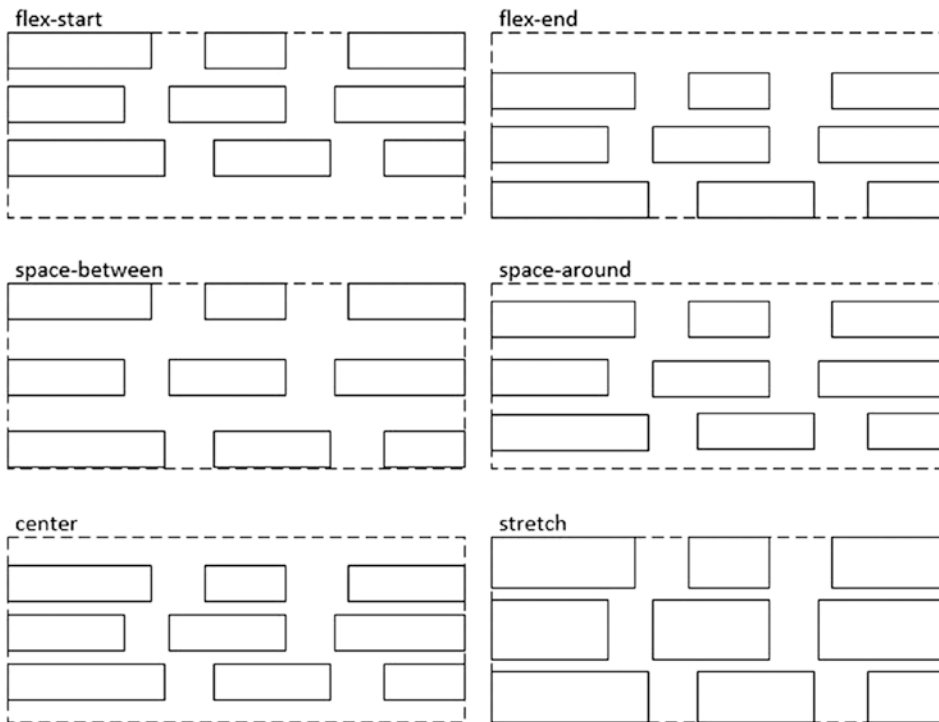 flex-start
flex-end
space-between
space-around
center
stretch